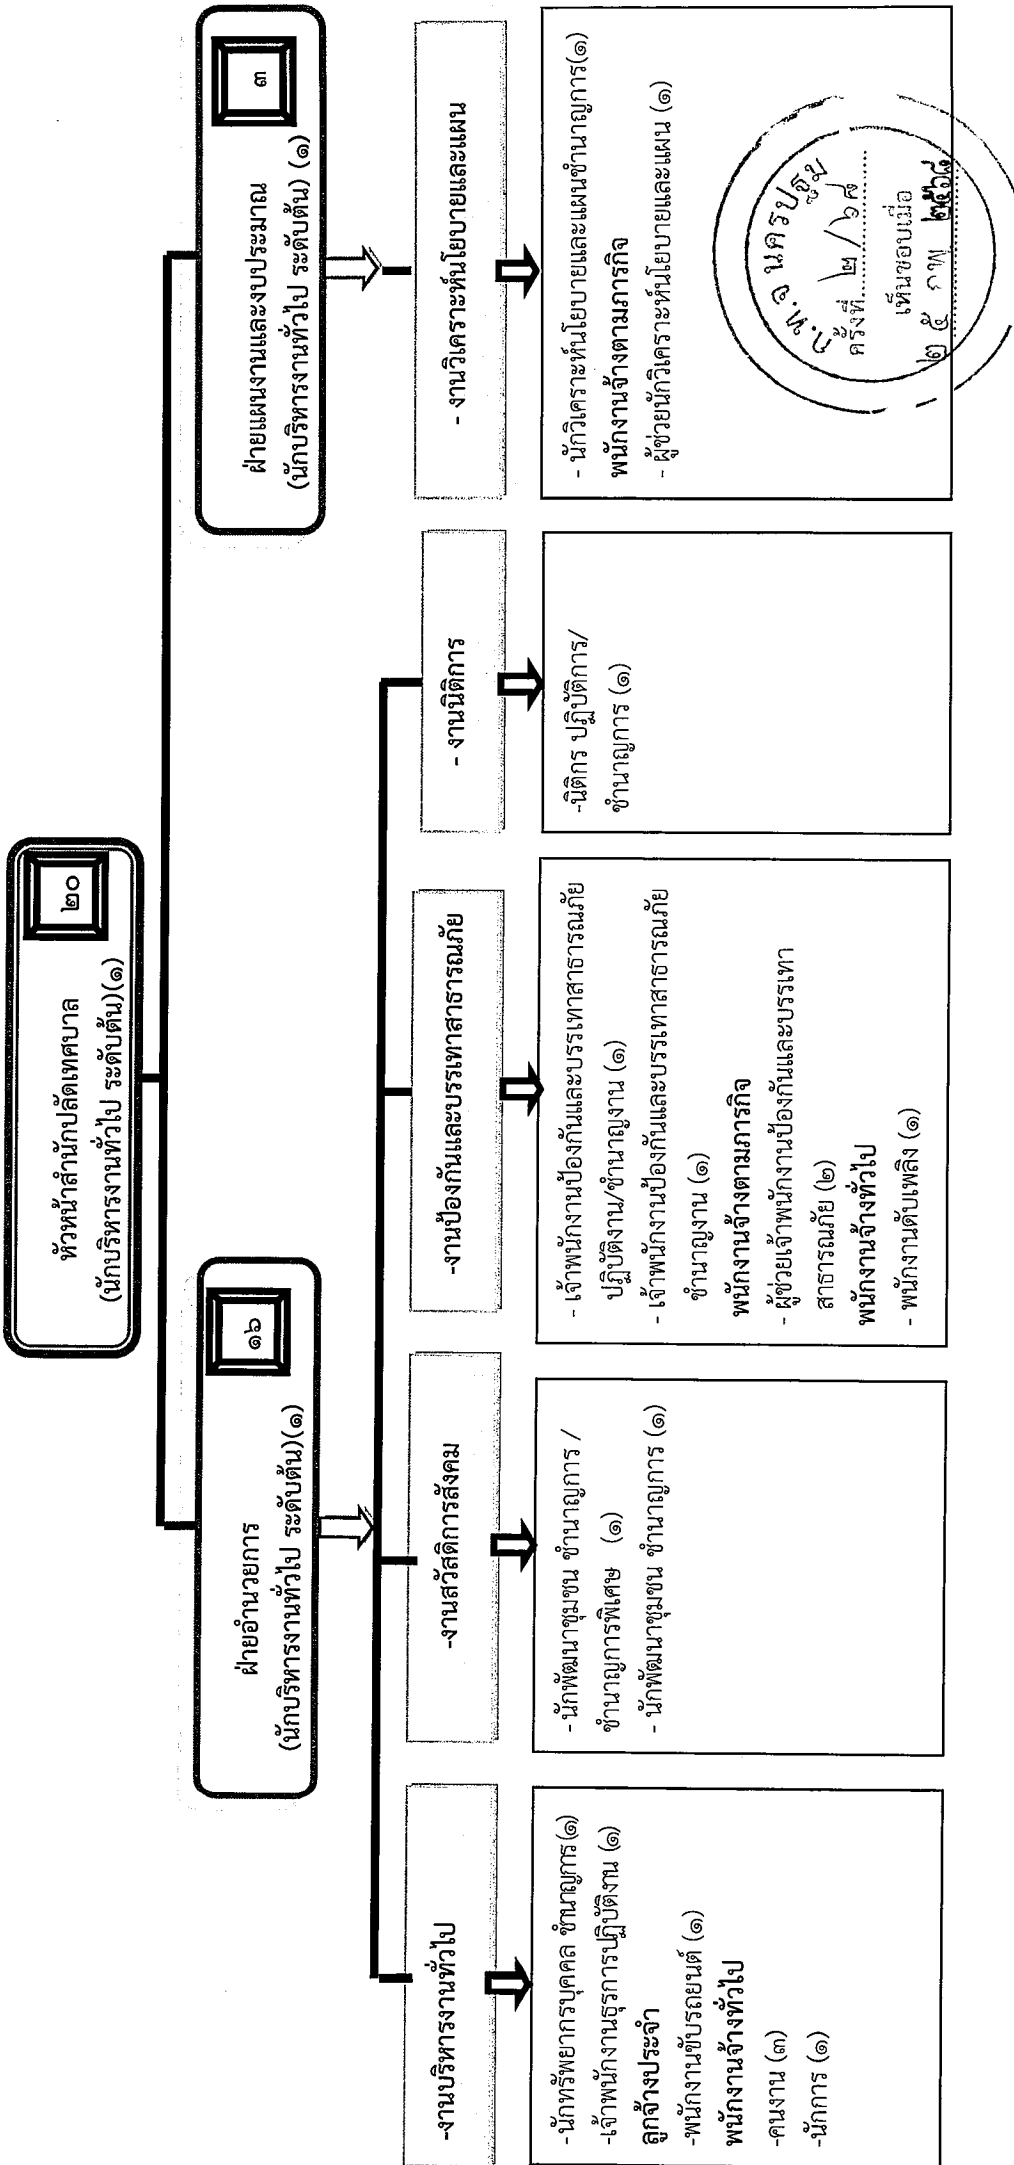 หัวหน้าสำนักปลัดเทศบาล
(นักบริหารงานทั่วไป ระดับต้น)(๑)
๒๐
ฝ่ายอำนวยการ
(นักบริหารงานทั่วไป ระดับต้น)(๑)
๑๖
ฝ่ายแผนงานและงบประมาณ
(นักบริหารงานทั่วไป ระดับต้น) (๑)
๓
-งานบริหารงานทั่วไป
-งานสวัสดิการสังคม
-งานป้องกันและบรรเทาสาธารณภัย
- งานนิติการ
- งานวิเคราะห์นโยบายและแผน
- นักทรัพยากรบุคคล ชำนาญการ(๑)
-เจ้าพนักงานธุรการปฏิบัติงาน (๑)
ลูกจ้างประจำ
-พนักงานขับรถยนต์ (๑)
พนักงานจ้างทั่วไป
-คนงาน (๓)
-นักการ (๑)
- นักพัฒนาชุมชน ชำนาญการ /
ชำนาญการพิเศษ (๑)
- นักพัฒนาชุมชน ชำนาญการ (๑)
- เจ้าพนักงานป้องกันและบรรเทาสาธารณภัย
ปฏิบัติงาน/ชำนาญงาน (๑)
- เจ้าพนักงานป้องกันและบรรเทาสาธารณภัย
ชำนาญงาน (๑)
พนักงานจ้างตามภารกิจ
- ผู้ช่วยเจ้าพนักงานป้องกันและบรรเทา
สาธารณภัย (๒)
พนักงานจ้างทั่วไป
- พนักงานดับเพลิง (๑)
-นิติกร ปฏิบัติการ/
ชำนาญการ (๑)
- นักวิเคราะห์นโยบายและแผนชำนาญการ(๑)
พนักงานจ้างตามภารกิจ
- ผู้ช่วยนักวิเคราะห์นโยบายและแผน (๑)
ก.ท.จ นครปฐม
ครั้งที่ ๒/๖๘
เห็นชอบเมื่อ
๒๕ กพ ๒๕๖๘